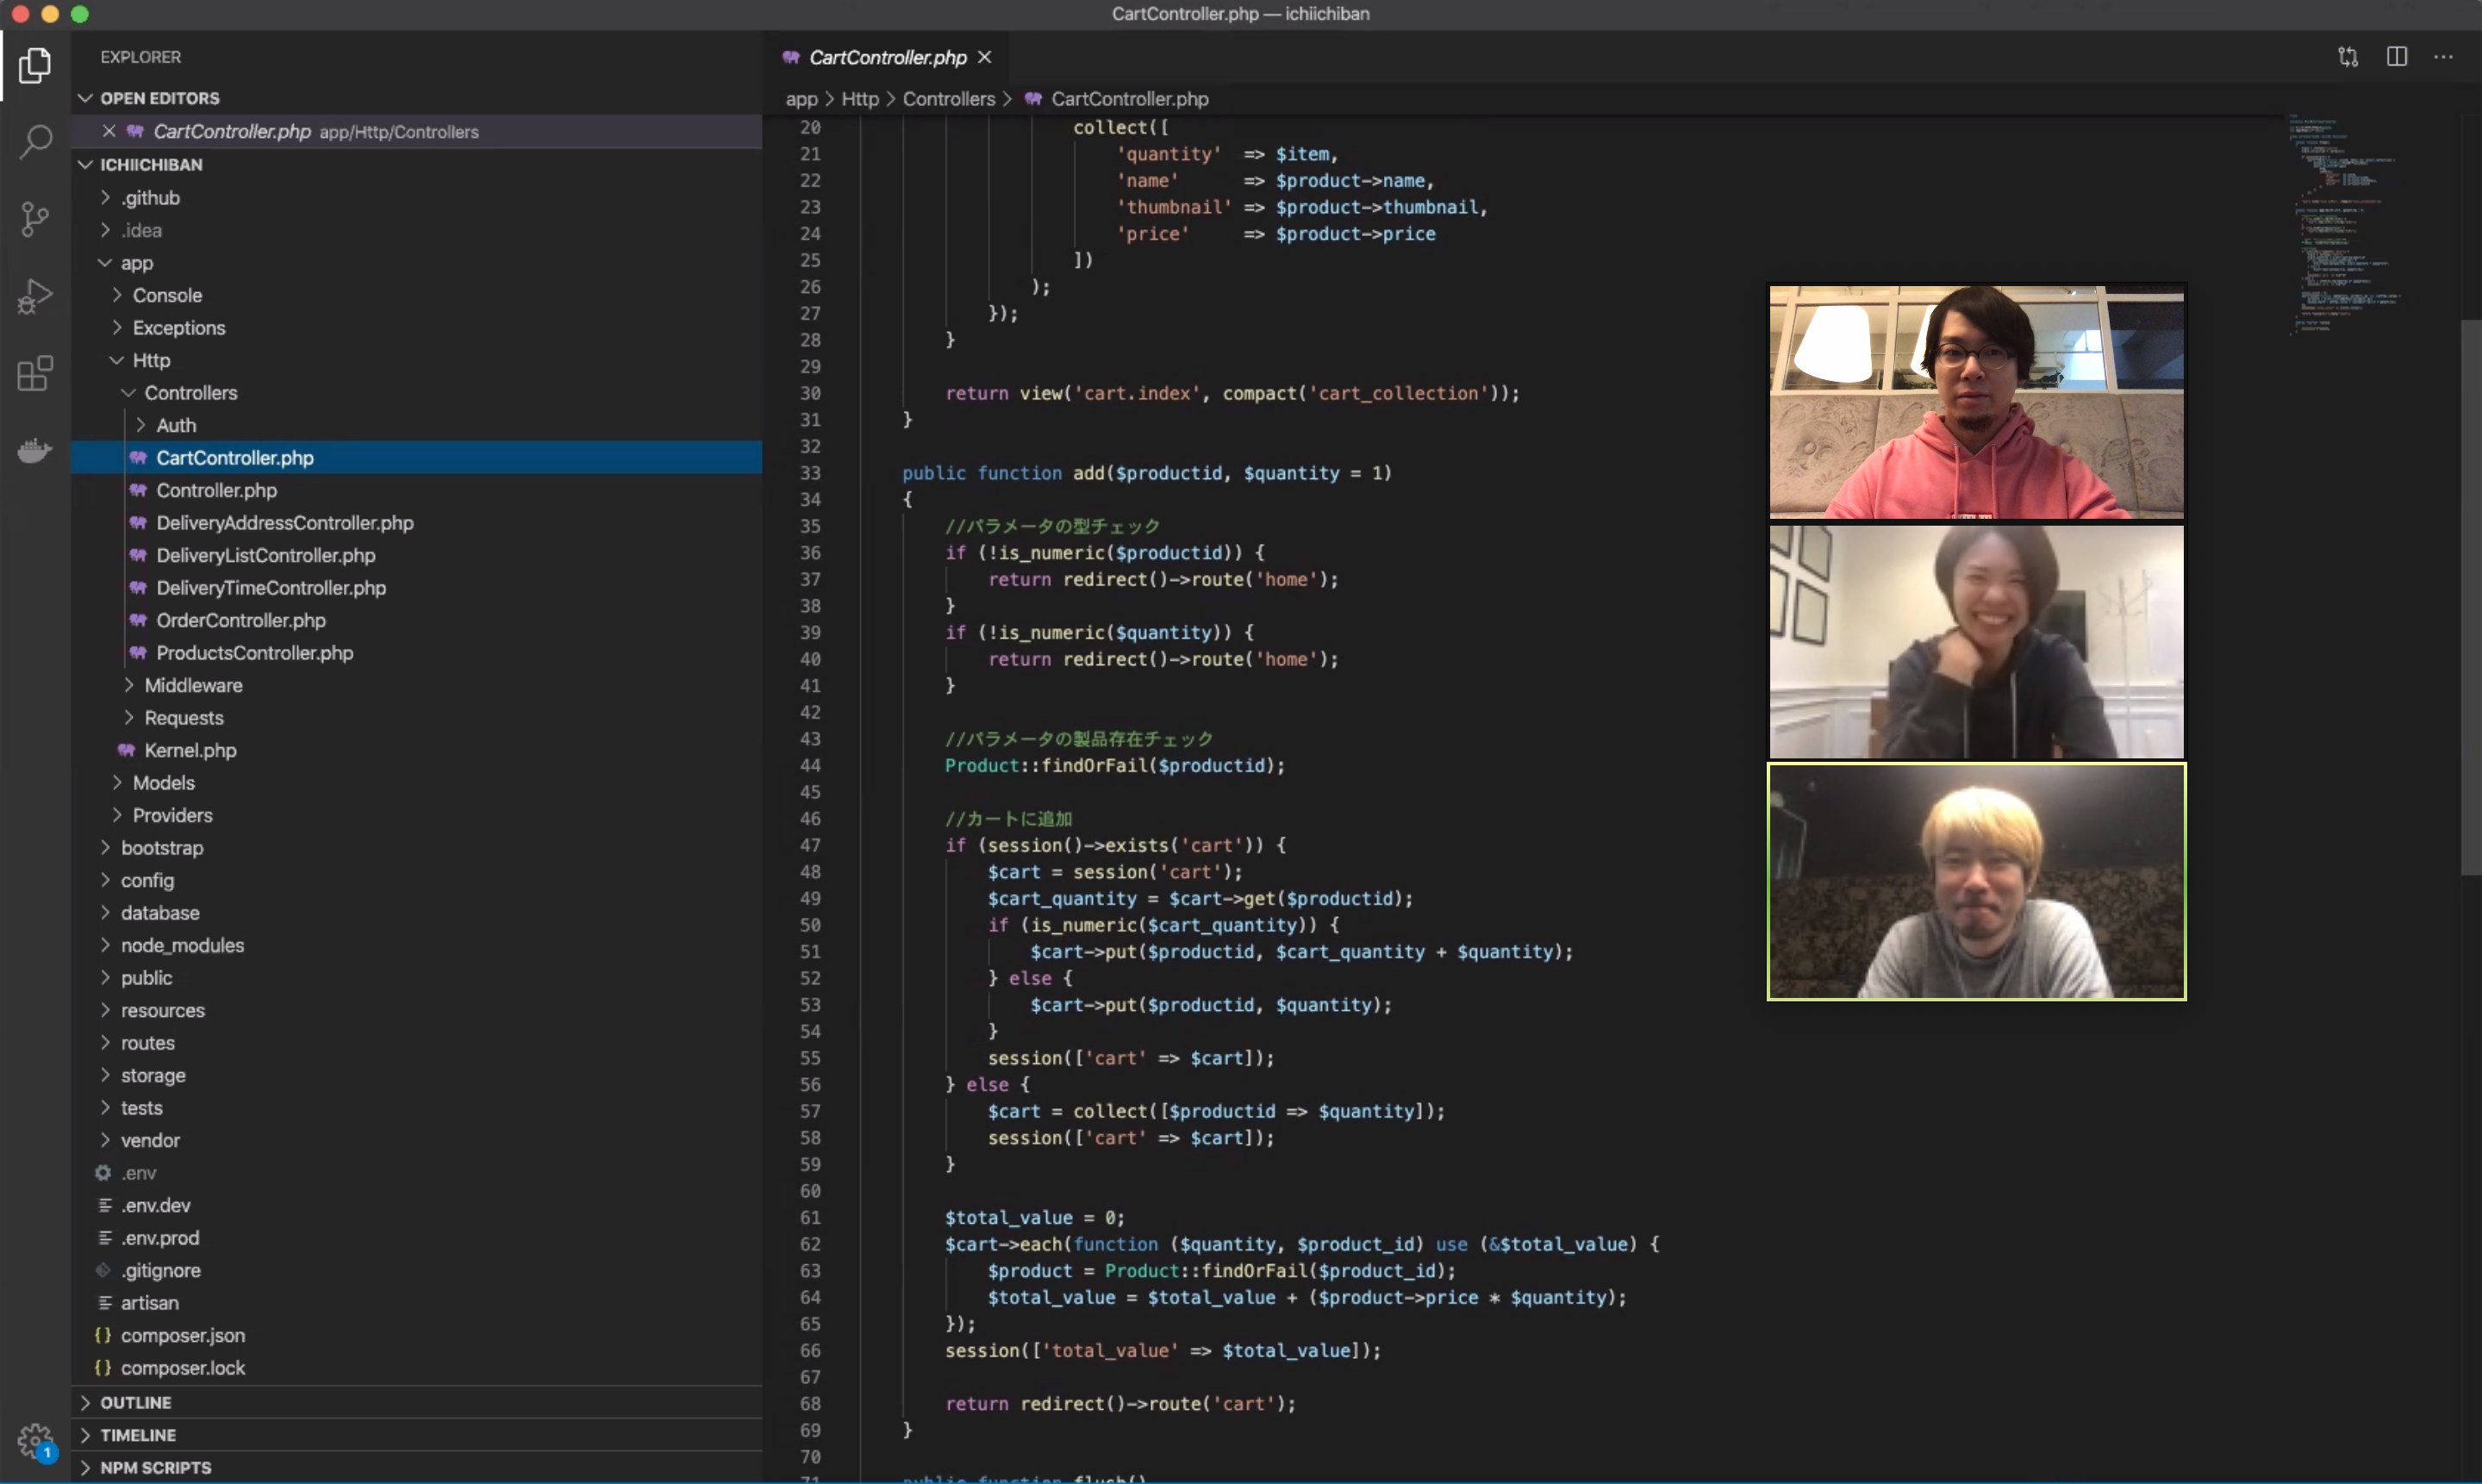 CartController.php — ichiichiban
EXPLORER
OPEN EDITORS
CartController.php app/Http/Controllers
ICHIICHIBAN
.github
.idea
app
Console
Exceptions
Http
Controllers
Auth
CartController.php
Controller.php
DeliveryAddressController.php
DeliveryListController.php
DeliveryTimeController.php
OrderController.php
ProductsController.php
Middleware
Requests
Kernel.php
Models
Providers
bootstrap
config
database
node_modules
public
resources
routes
storage
tests
vendor
.env
.env.dev
.env.prod
.gitignore
artisan
composer.json
composer.lock
OUTLINE
TIMELINE
NPM SCRIPTS
1
CartController.php
app > Http > Controllers > CartController.php
20 collect([
21 'quantity' => $item,
22 'name' => $product->name,
23 'thumbnail' => $product->thumbnail,
24 'price' => $product->price
25 ])
26 );
27 });
28 }
29
30 return view('cart.index', compact('cart_collection'));
31 }
32
33 public function add($productid, $quantity = 1)
34 {
35 //パラメータの型チェック
36 if (!is_numeric($productid)) {
37 return redirect()->route('home');
38 }
39 if (!is_numeric($quantity)) {
40 return redirect()->route('home');
41 }
42
43 //パラメータの製品存在チェック
44 Product::findOrFail($productid);
45
46 //カートに追加
47 if (session()->exists('cart')) {
48 $cart = session('cart');
49 $cart_quantity = $cart->get($productid);
50 if (is_numeric($cart_quantity)) {
51 $cart->put($productid, $cart_quantity + $quantity);
52 } else {
53 $cart->put($productid, $quantity);
54 }
55 session(['cart' => $cart]);
56 } else {
57 $cart = collect([$productid => $quantity]);
58 session(['cart' => $cart]);
59 }
60
61 $total_value = 0;
62 $cart->each(function ($quantity, $product_id) use (&$total_value) {
63 $product = Product::findOrFail($product_id);
64 $total_value = $total_value + ($product->price * $quantity);
65 });
66 session(['total_value' => $total_value]);
67
68 return redirect()->route('cart');
69 }
70
71 public function flush()